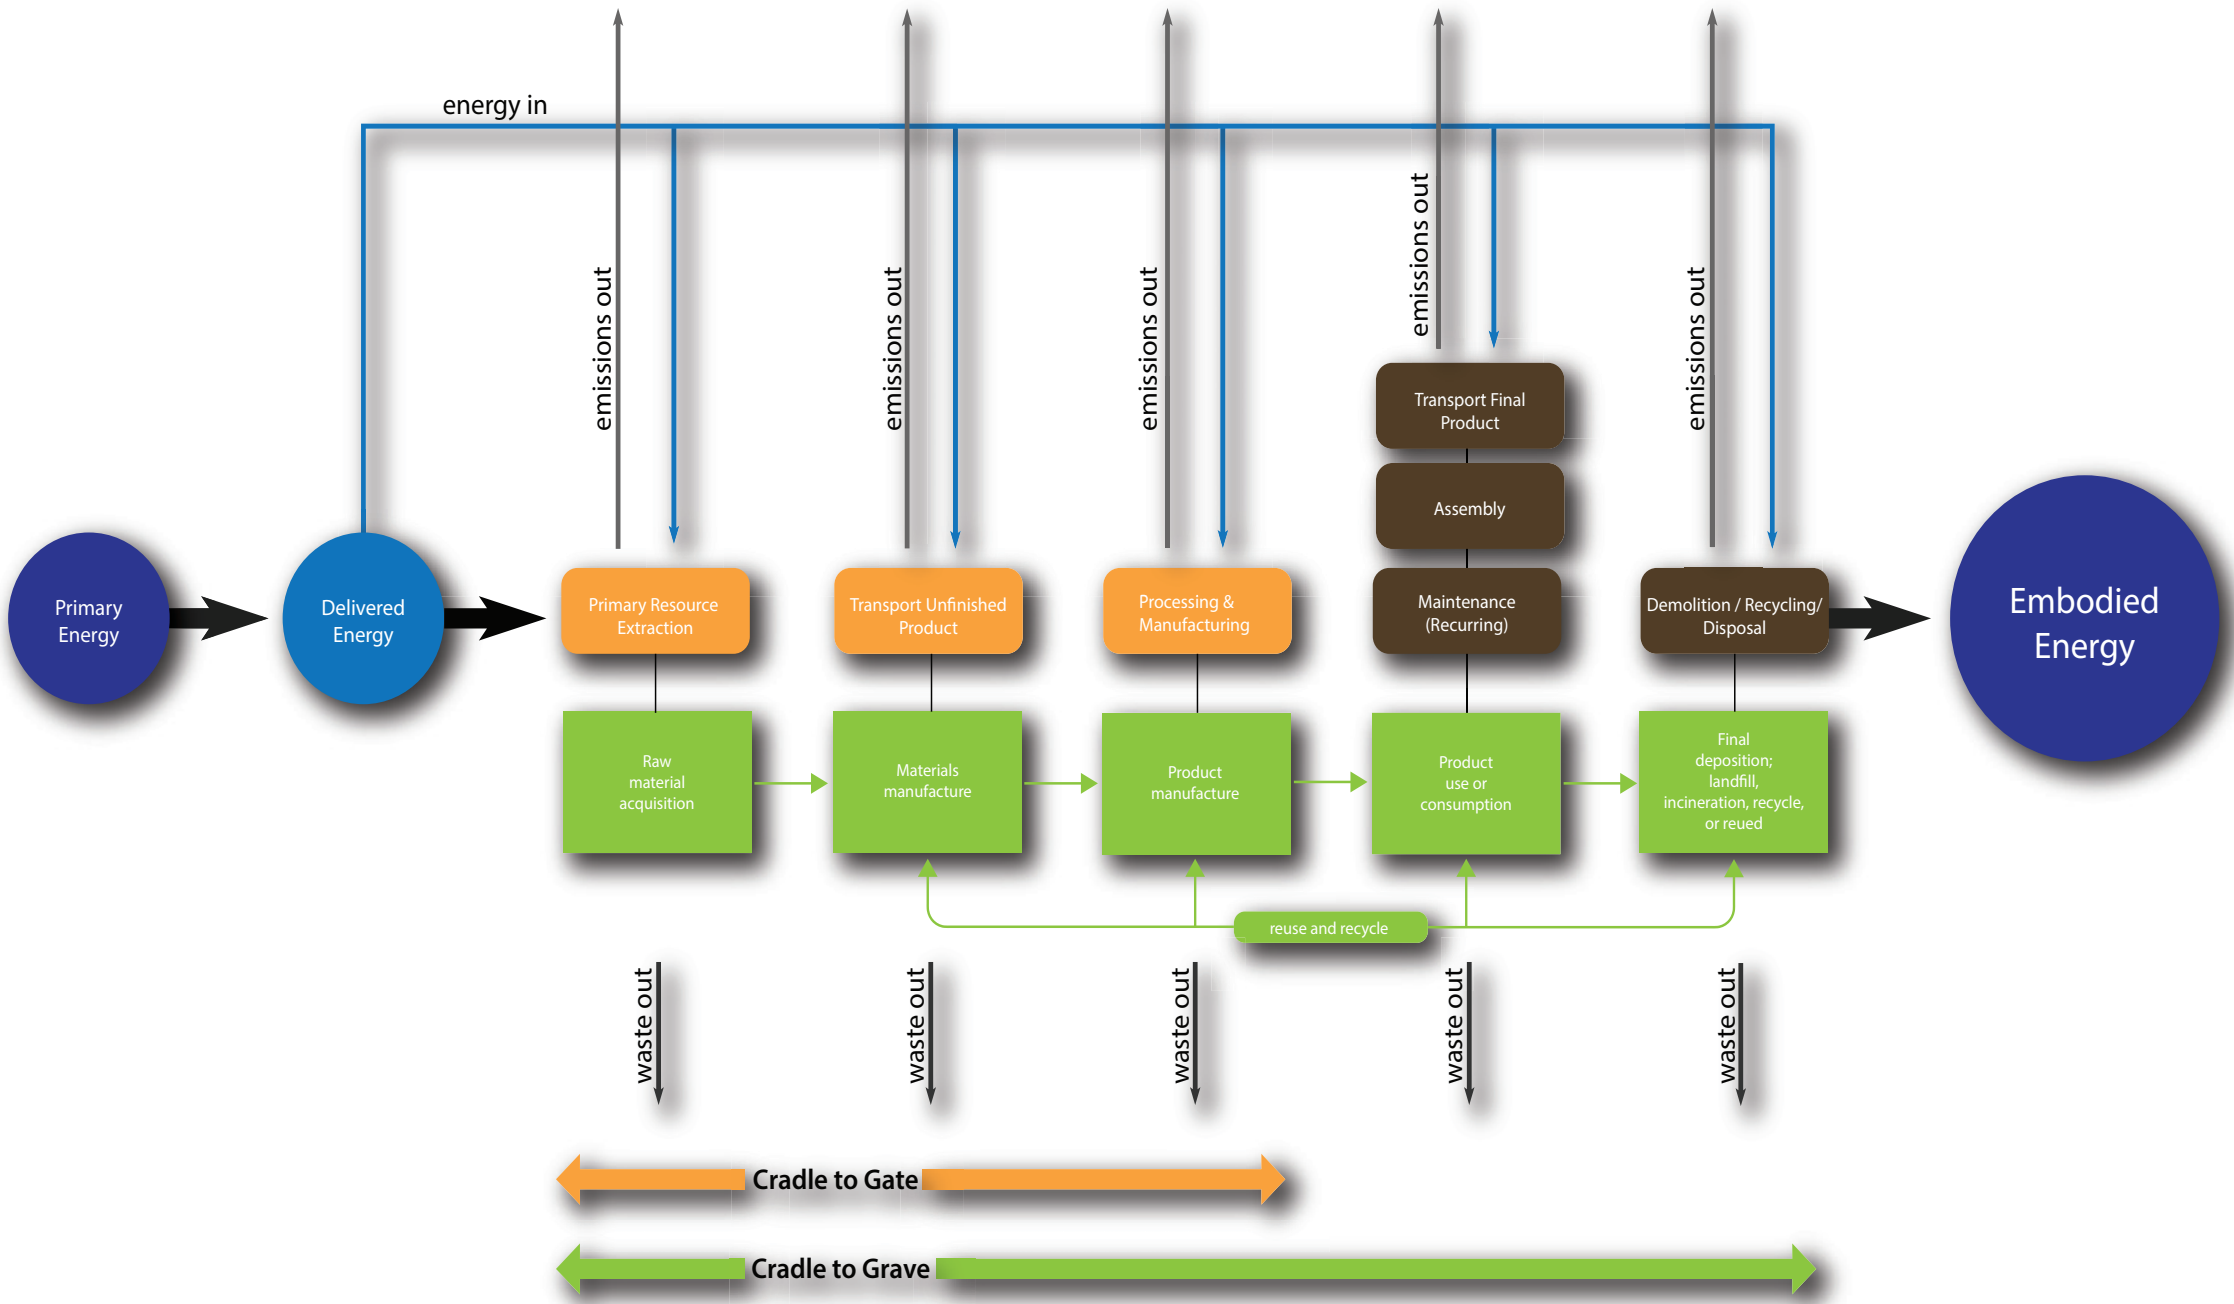 energy in
emissions out
emissions out
emissions out
emissions out
emissions out
Transport Final
Product
Assembly
Primary
Energy
Delivered
Energy
Primary Resource
Extraction
Transport Unfinished
Product
Processing &
Manufacturing
Maintenance
(Recurring)
Demolition / Recycling/
Disposal
Embodied
Energy
Raw
material
acquisition
Materials
manufacture
Product
manufacture
Product
use or
consumption
Final
deposition;
landfill,
incineration, recycle,
or reued
reuse and recycle
waste out
waste out
waste out
waste out
waste out
Cradle to Gate
Cradle to Grave